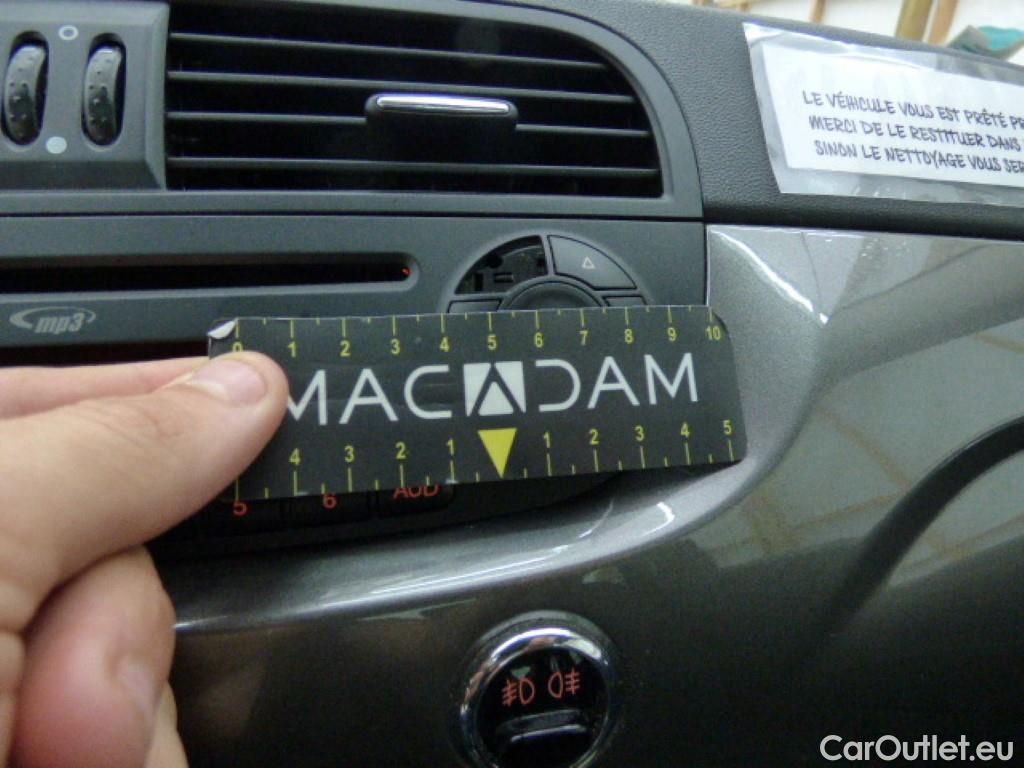 LE VÉHICULE VOUS EST PRÊTÉ PR
MERCI DE LE RESTITUER DANS
SINON LE NETTOYAGE VOUS SER
mp3
0 1 2 3 4 5 6 7 8 9 10
MACADAM
4 3 2 1 1 2 3 4 5
5 6 AUD
CarOutlet.eu